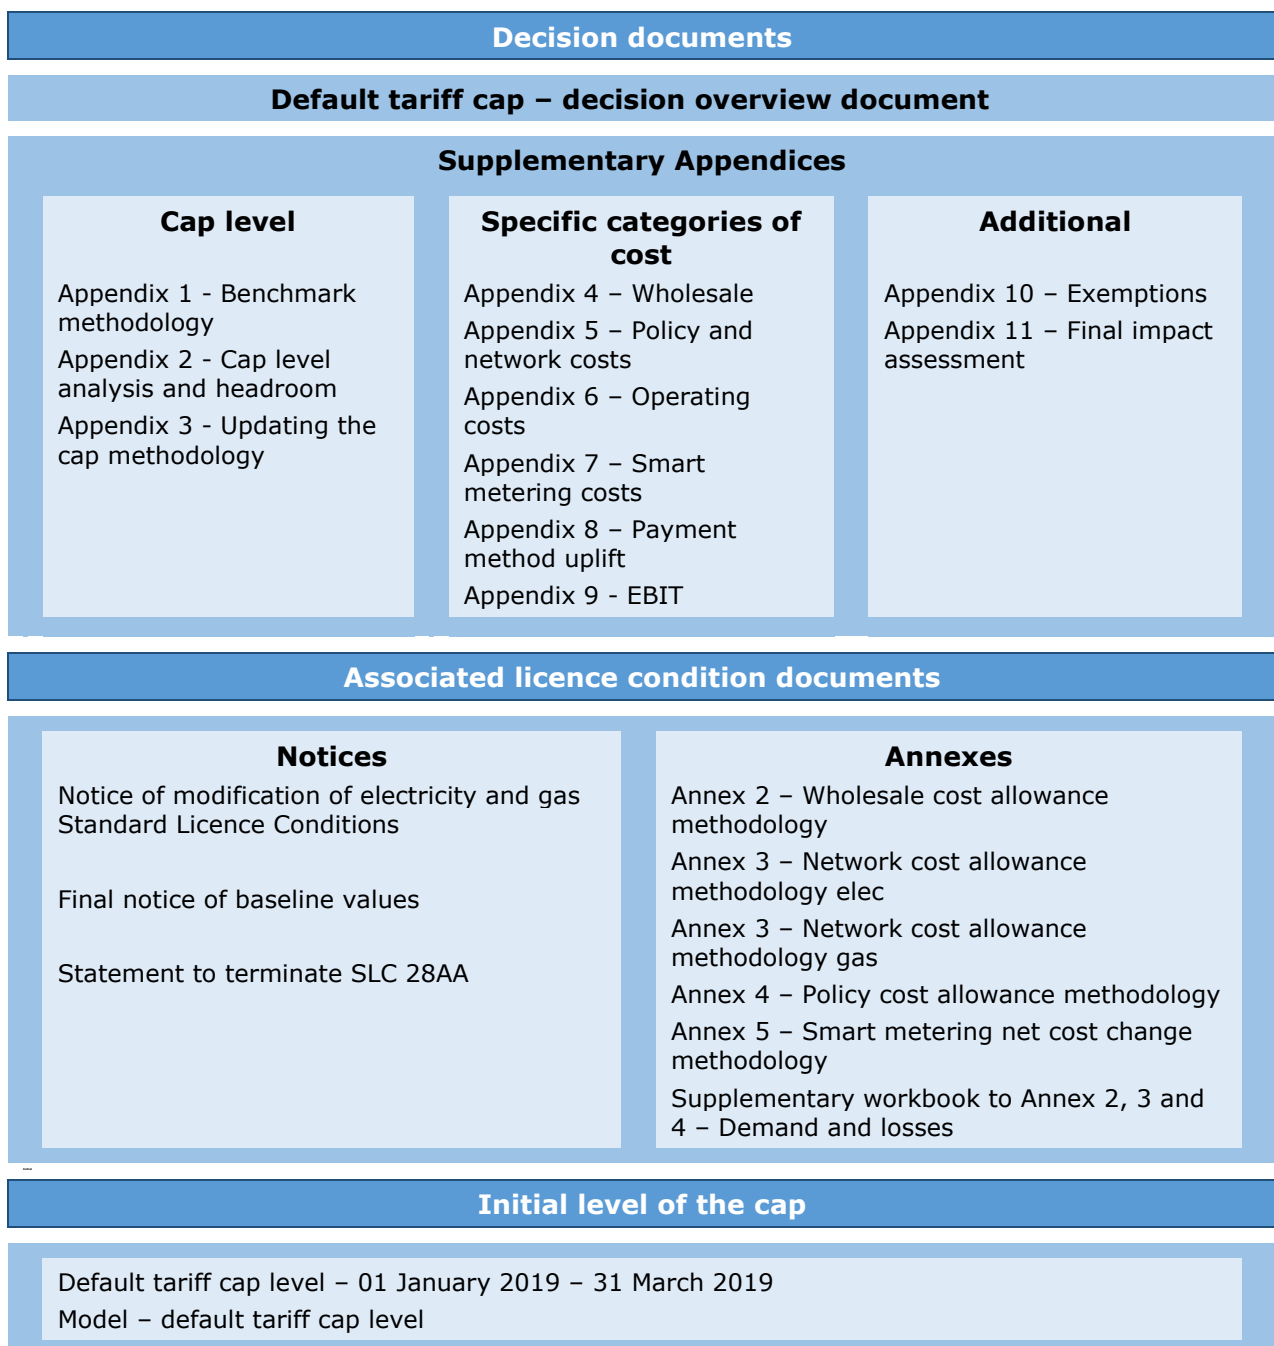 Decision documents
Default tariff cap – decision overview document
Supplementary Appendices
Cap level
Appendix 1 - Benchmark
methodology
Appendix 2 - Cap level
analysis and headroom
Appendix 3 - Updating the
cap methodology
Specific categories of
cost
Appendix 4 – Wholesale
Appendix 5 – Policy and
network costs
Appendix 6 – Operating
costs
Appendix 7 – Smart
metering costs
Appendix 8 – Payment
method uplift
Appendix 9 - EBIT
Additional
Appendix 10 – Exemptions
Appendix 11 – Final impact
assessment
Associated licence condition documents
Notices
Notice of modification of electricity and gas
Standard Licence Conditions
Final notice of baseline values
Statement to terminate SLC 28AA
Annexes
Annex 2 – Wholesale cost allowance
methodology
Annex 3 – Network cost allowance
methodology elec
Annex 3 – Network cost allowance
methodology gas
Annex 4 – Policy cost allowance methodology
Annex 5 – Smart metering net cost change
methodology
Supplementary workbook to Annex 2, 3 and
4 – Demand and losses
Initial level of the cap
Default tariff cap level – 01 January 2019 – 31 March 2019
Model – default tariff cap level